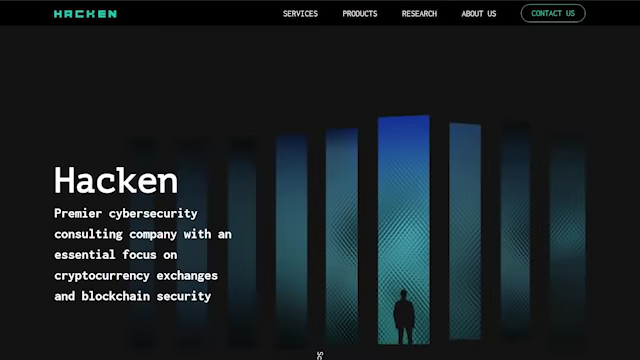 HACKEN
SERVICES PRODUCTS RESEARCH ABOUT US CONTACT US
Hacken
Premier cybersecurity
consulting company with an
essential focus on
cryptocurrency exchanges
and blockchain security
SC